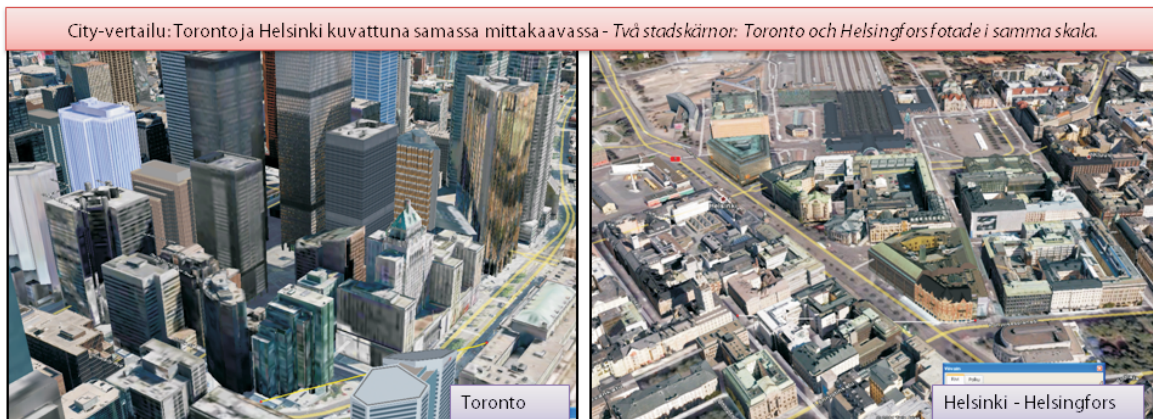 City-vertailu: Toronto ja Helsinki kuvattuna samassa mittakaavassa - Två stadskärnor: Toronto och Helsingfors fotade i samma skala.
Toronto
Helsinki - Helsingfors